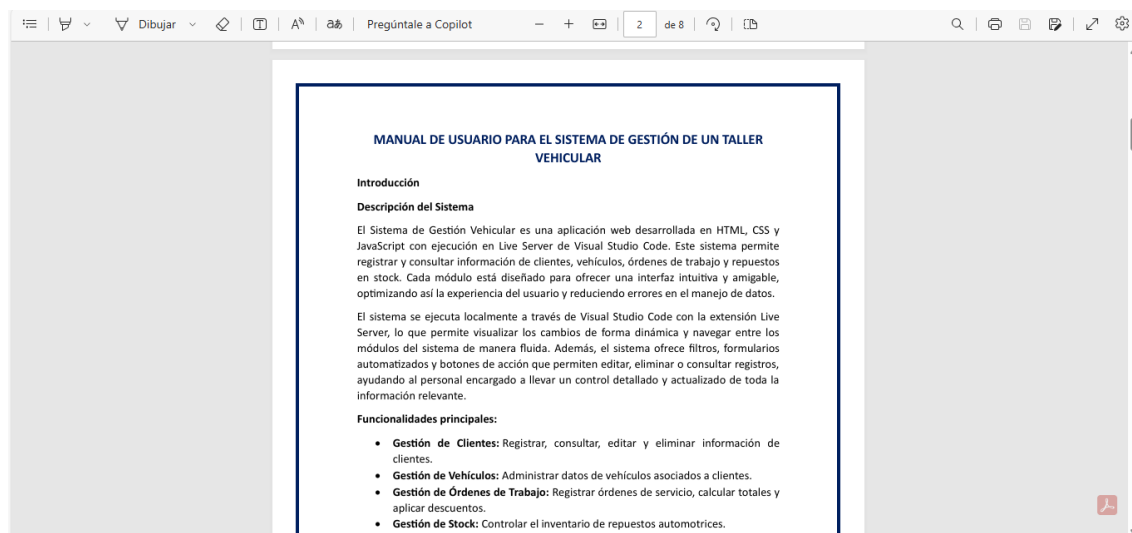 Dibujar
aあ
Pregúntale a Copilot
2
de 8
MANUAL DE USUARIO PARA EL SISTEMA DE GESTIÓN DE UN TALLER
VEHICULAR
Introducción
Descripción del Sistema
El Sistema de Gestión Vehicular es una aplicación web desarrollada en HTML, CSS y
JavaScript con ejecución en Live Server de Visual Studio Code. Este sistema permite
registrar y consultar información de clientes, vehículos, órdenes de trabajo y repuestos
en stock. Cada módulo está diseñado para ofrecer una interfaz intuitiva y amigable,
optimizando así la experiencia del usuario y reduciendo errores en el manejo de datos.
El sistema se ejecuta localmente a través de Visual Studio Code con la extensión Live
Server, lo que permite visualizar los cambios de forma dinámica y navegar entre los
módulos del sistema de manera fluida. Además, el sistema ofrece filtros, formularios
automatizados y botones de acción que permiten editar, eliminar o consultar registros,
ayudando al personal encargado a llevar un control detallado y actualizado de toda la
información relevante.
Funcionalidades principales:
• Gestión de Clientes: Registrar, consultar, editar y eliminar información de
clientes.
• Gestión de Vehículos: Administrar datos de vehículos asociados a clientes.
• Gestión de Órdenes de Trabajo: Registrar órdenes de servicio, calcular totales y
aplicar descuentos.
• Gestión de Stock: Controlar el inventario de repuestos automotrices.